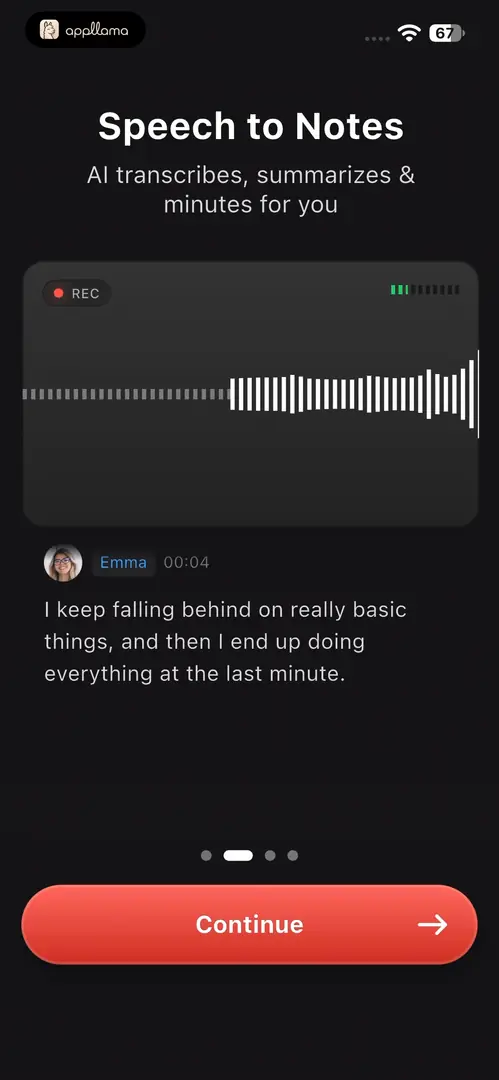 appllama
67
Speech to Notes
AI transcribes, summarizes &
minutes for you
REC
Emma 00:04
I keep falling behind on really basic
things, and then I end up doing
everything at the last minute.
Continue